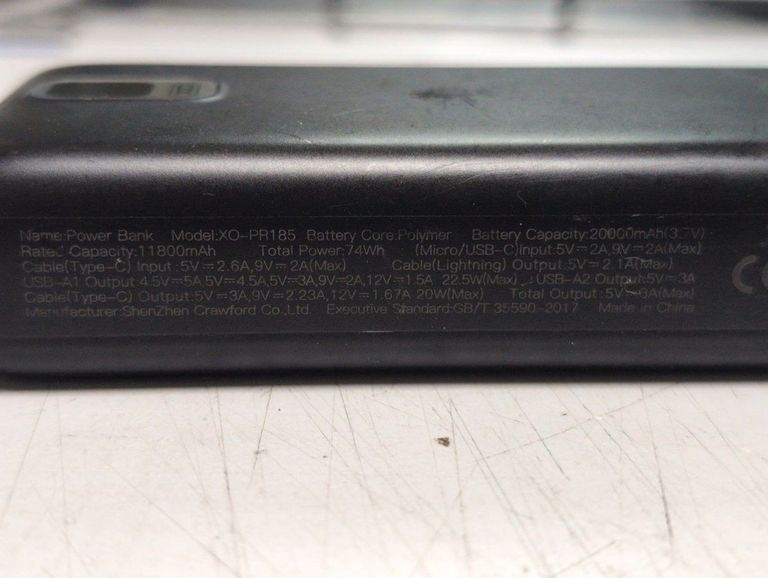 Name:Power Bank Model:XO-PR185 Battery Core:Polymer Battery Capacity:20000mAh(3.7V)
Rated Capacity:11800mAh Total Power:74Wh (Micro/USB-C)input:5V⎓2A,9V⎓2A(Max)
Cable(Type-C) Input:5V⎓2.6A,9V⎓2A(Max) Cable(Lightning) Output:5V⎓2.1A(Max)
USB-A1 Output:4.5V⎓5A,5V⎓4.5A,5V⎓3A,9V⎓2A,12V⎓1.5A 22.5W(Max) USB-A2 Output:5V⎓3A
Cable(Type-C) Output:5V⎓3A,9V⎓2.23A,12V⎓1.67A 20W(Max) Total Output:5V⎓6A(Max)
Manufacturer:ShenZhen Crawford Co.,Ltd. Executive Standard:GB/T 35590-2017 Made in China
CE